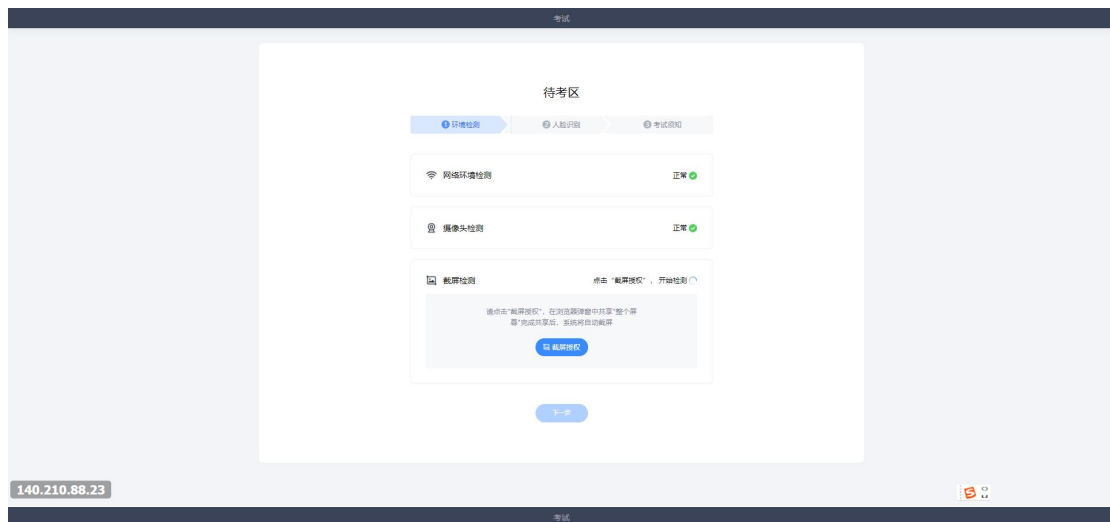 考试
待考区
1 环境检测
2 人脸识别
3 考试须知
网络环境检测 正常
摄像头检测 正常
截屏检测 点击“截屏授权”，开始检测
请点击“截屏授权”，在浏览器弹窗中共享“整个屏
幕”完成共享后，系统将自动截屏
截屏授权
下一步
140.210.88.23
考试